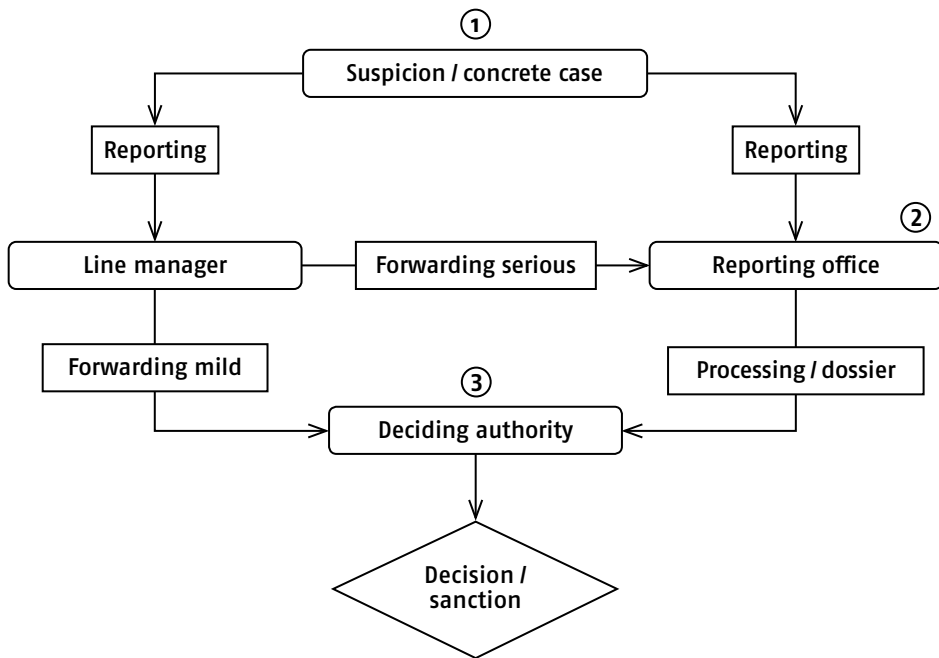 1
Suspicion / concrete case
Reporting
Reporting
2
Line manager
Forwarding serious
Reporting office
Forwarding mild
Processing / dossier
3
Deciding authority
Decision /
sanction